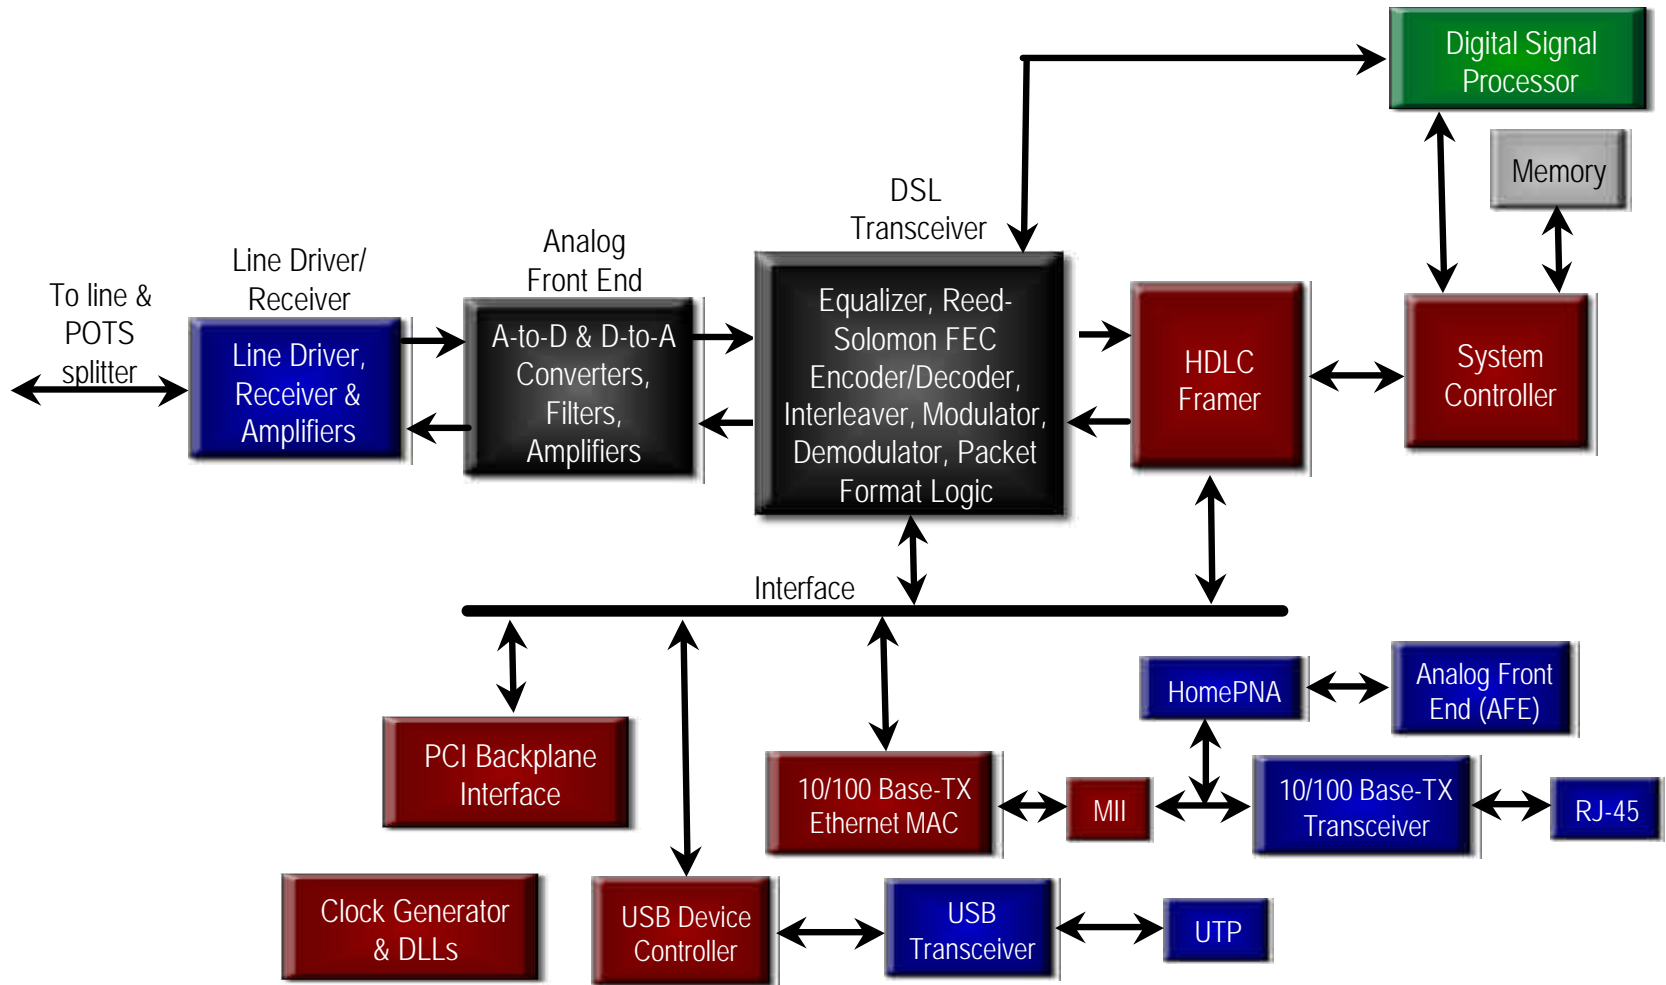 Digital Signal
Processor
Memory
DSL
Transceiver
Analog
Front End
Line Driver/
Receiver
To line &
POTS
splitter
Line Driver,
Receiver &
Amplifiers
A-to-D & D-to-A
Converters,
Filters,
Amplifiers
Equalizer, Reed-
Solomon FEC
Encoder/Decoder,
Interleaver, Modulator,
Demodulator, Packet
Format Logic
HDLC
Framer
System
Controller
Interface
PCI Backplane
Interface
10/100 Base-TX
Ethernet MAC
MII
HomePNA
Analog Front
End (AFE)
10/100 Base-TX
Transceiver
RJ-45
Clock Generator
& DLLs
USB Device
Controller
USB
Transceiver
UTP